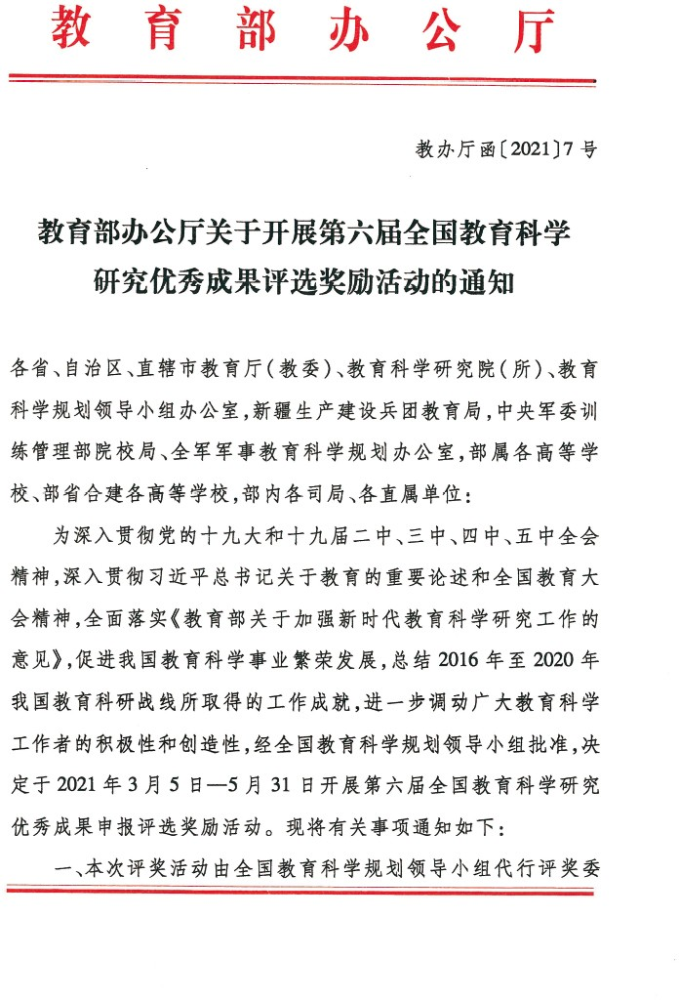 教育部办公厅
教办厅函〔2021〕7 号
教育部办公厅关于开展第六届全国教育科学
研究优秀成果评选奖励活动的通知
各省、自治区、直辖市教育厅(教委)、教育科学研究院(所)、教育
科学规划领导小组办公室,新疆生产建设兵团教育局,中央军委训
练管理部院校局、全军军事教育科学规划办公室,部属各高等学
校、部省合建各高等学校,部内各司局、各直属单位:
为深入贯彻党的十九大和十九届二中、三中、四中、五中全会
精神,深入贯彻习近平总书记关于教育的重要论述和全国教育大
会精神,全面落实《教育部关于加强新时代教育科学研究工作的
意见》,促进我国教育科学事业繁荣发展,总结 2016 年至 2020 年
我国教育科研战线所取得的工作成就,进一步调动广大教育科学
工作者的积极性和创造性,经全国教育科学规划领导小组批准,决
定于 2021 年 3 月 5 日—5 月 31 日开展第六届全国教育科学研究
优秀成果申报评选奖励活动。现将有关事项通知如下:
一、本次评奖活动由全国教育科学规划领导小组代行评奖委